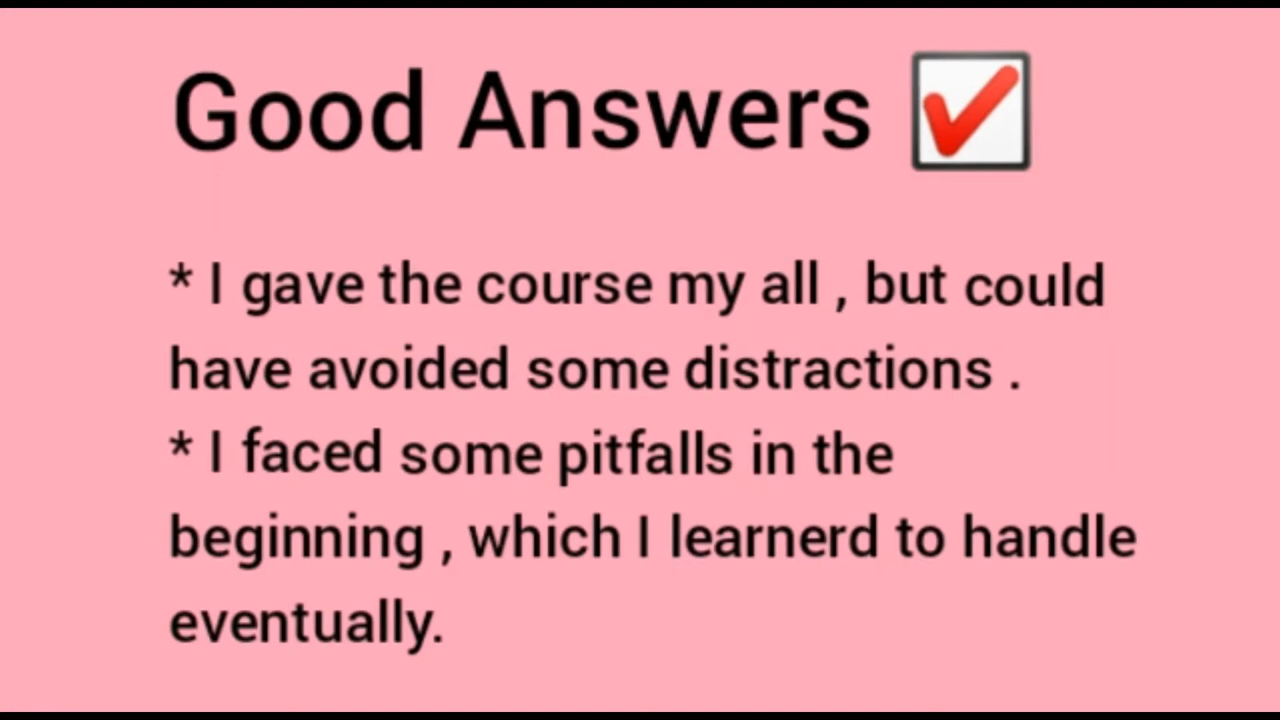 Good Answers ☑
* I gave the course my all , but could
have avoided some distractions .
* I faced some pitfalls in the
beginning , which I learnerd to handle
eventually.